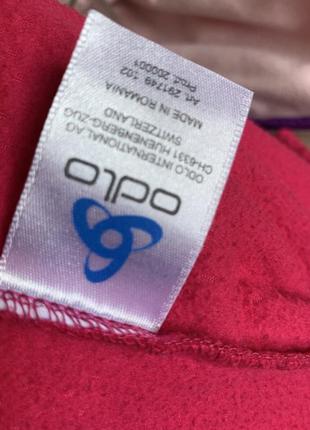 odlo
ODLO INTERNATIONAL AG
CH-6331 HUENENBERG-ZUG
SWITZERLAND
MADE IN ROMANIA
Art. 291749 102
Prod. 200001